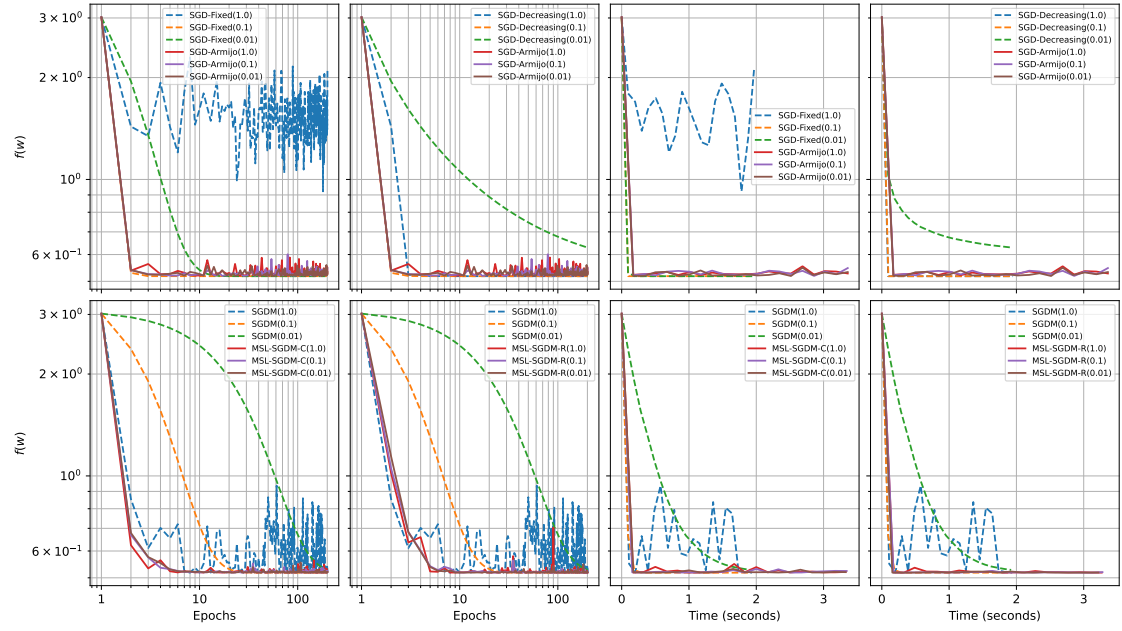 3 × 10⁰
2 × 10⁰
10⁰
6 × 10⁻¹
f(w)
SGD-Fixed(1.0)
SGD-Fixed(0.1)
SGD-Fixed(0.01)
SGD-Armijo(1.0)
SGD-Armijo(0.1)
SGD-Armijo(0.01)
SGD-Decreasing(1.0)
SGD-Decreasing(0.1)
SGD-Decreasing(0.01)
SGD-Armijo(1.0)
SGD-Armijo(0.1)
SGD-Armijo(0.01)
SGD-Fixed(1.0)
SGD-Fixed(0.1)
SGD-Fixed(0.01)
SGD-Armijo(1.0)
SGD-Armijo(0.1)
SGD-Armijo(0.01)
SGD-Decreasing(1.0)
SGD-Decreasing(0.1)
SGD-Decreasing(0.01)
SGD-Armijo(1.0)
SGD-Armijo(0.1)
SGD-Armijo(0.01)
3 × 10⁰
2 × 10⁰
10⁰
6 × 10⁻¹
f(w)
SGDM(1.0)
SGDM(0.1)
SGDM(0.01)
MSL-SGDM-C(1.0)
MSL-SGDM-C(0.1)
MSL-SGDM-C(0.01)
1 10 100
Epochs
SGDM(1.0)
SGDM(0.1)
SGDM(0.01)
MSL-SGDM-R(1.0)
MSL-SGDM-R(0.1)
MSL-SGDM-R(0.01)
1 10 100
Epochs
SGDM(1.0)
SGDM(0.1)
SGDM(0.01)
MSL-SGDM-C(1.0)
MSL-SGDM-C(0.1)
MSL-SGDM-C(0.01)
0 1 2 3
Time (seconds)
SGDM(1.0)
SGDM(0.1)
SGDM(0.01)
MSL-SGDM-R(1.0)
MSL-SGDM-R(0.1)
MSL-SGDM-R(0.01)
0 1 2 3
Time (seconds)